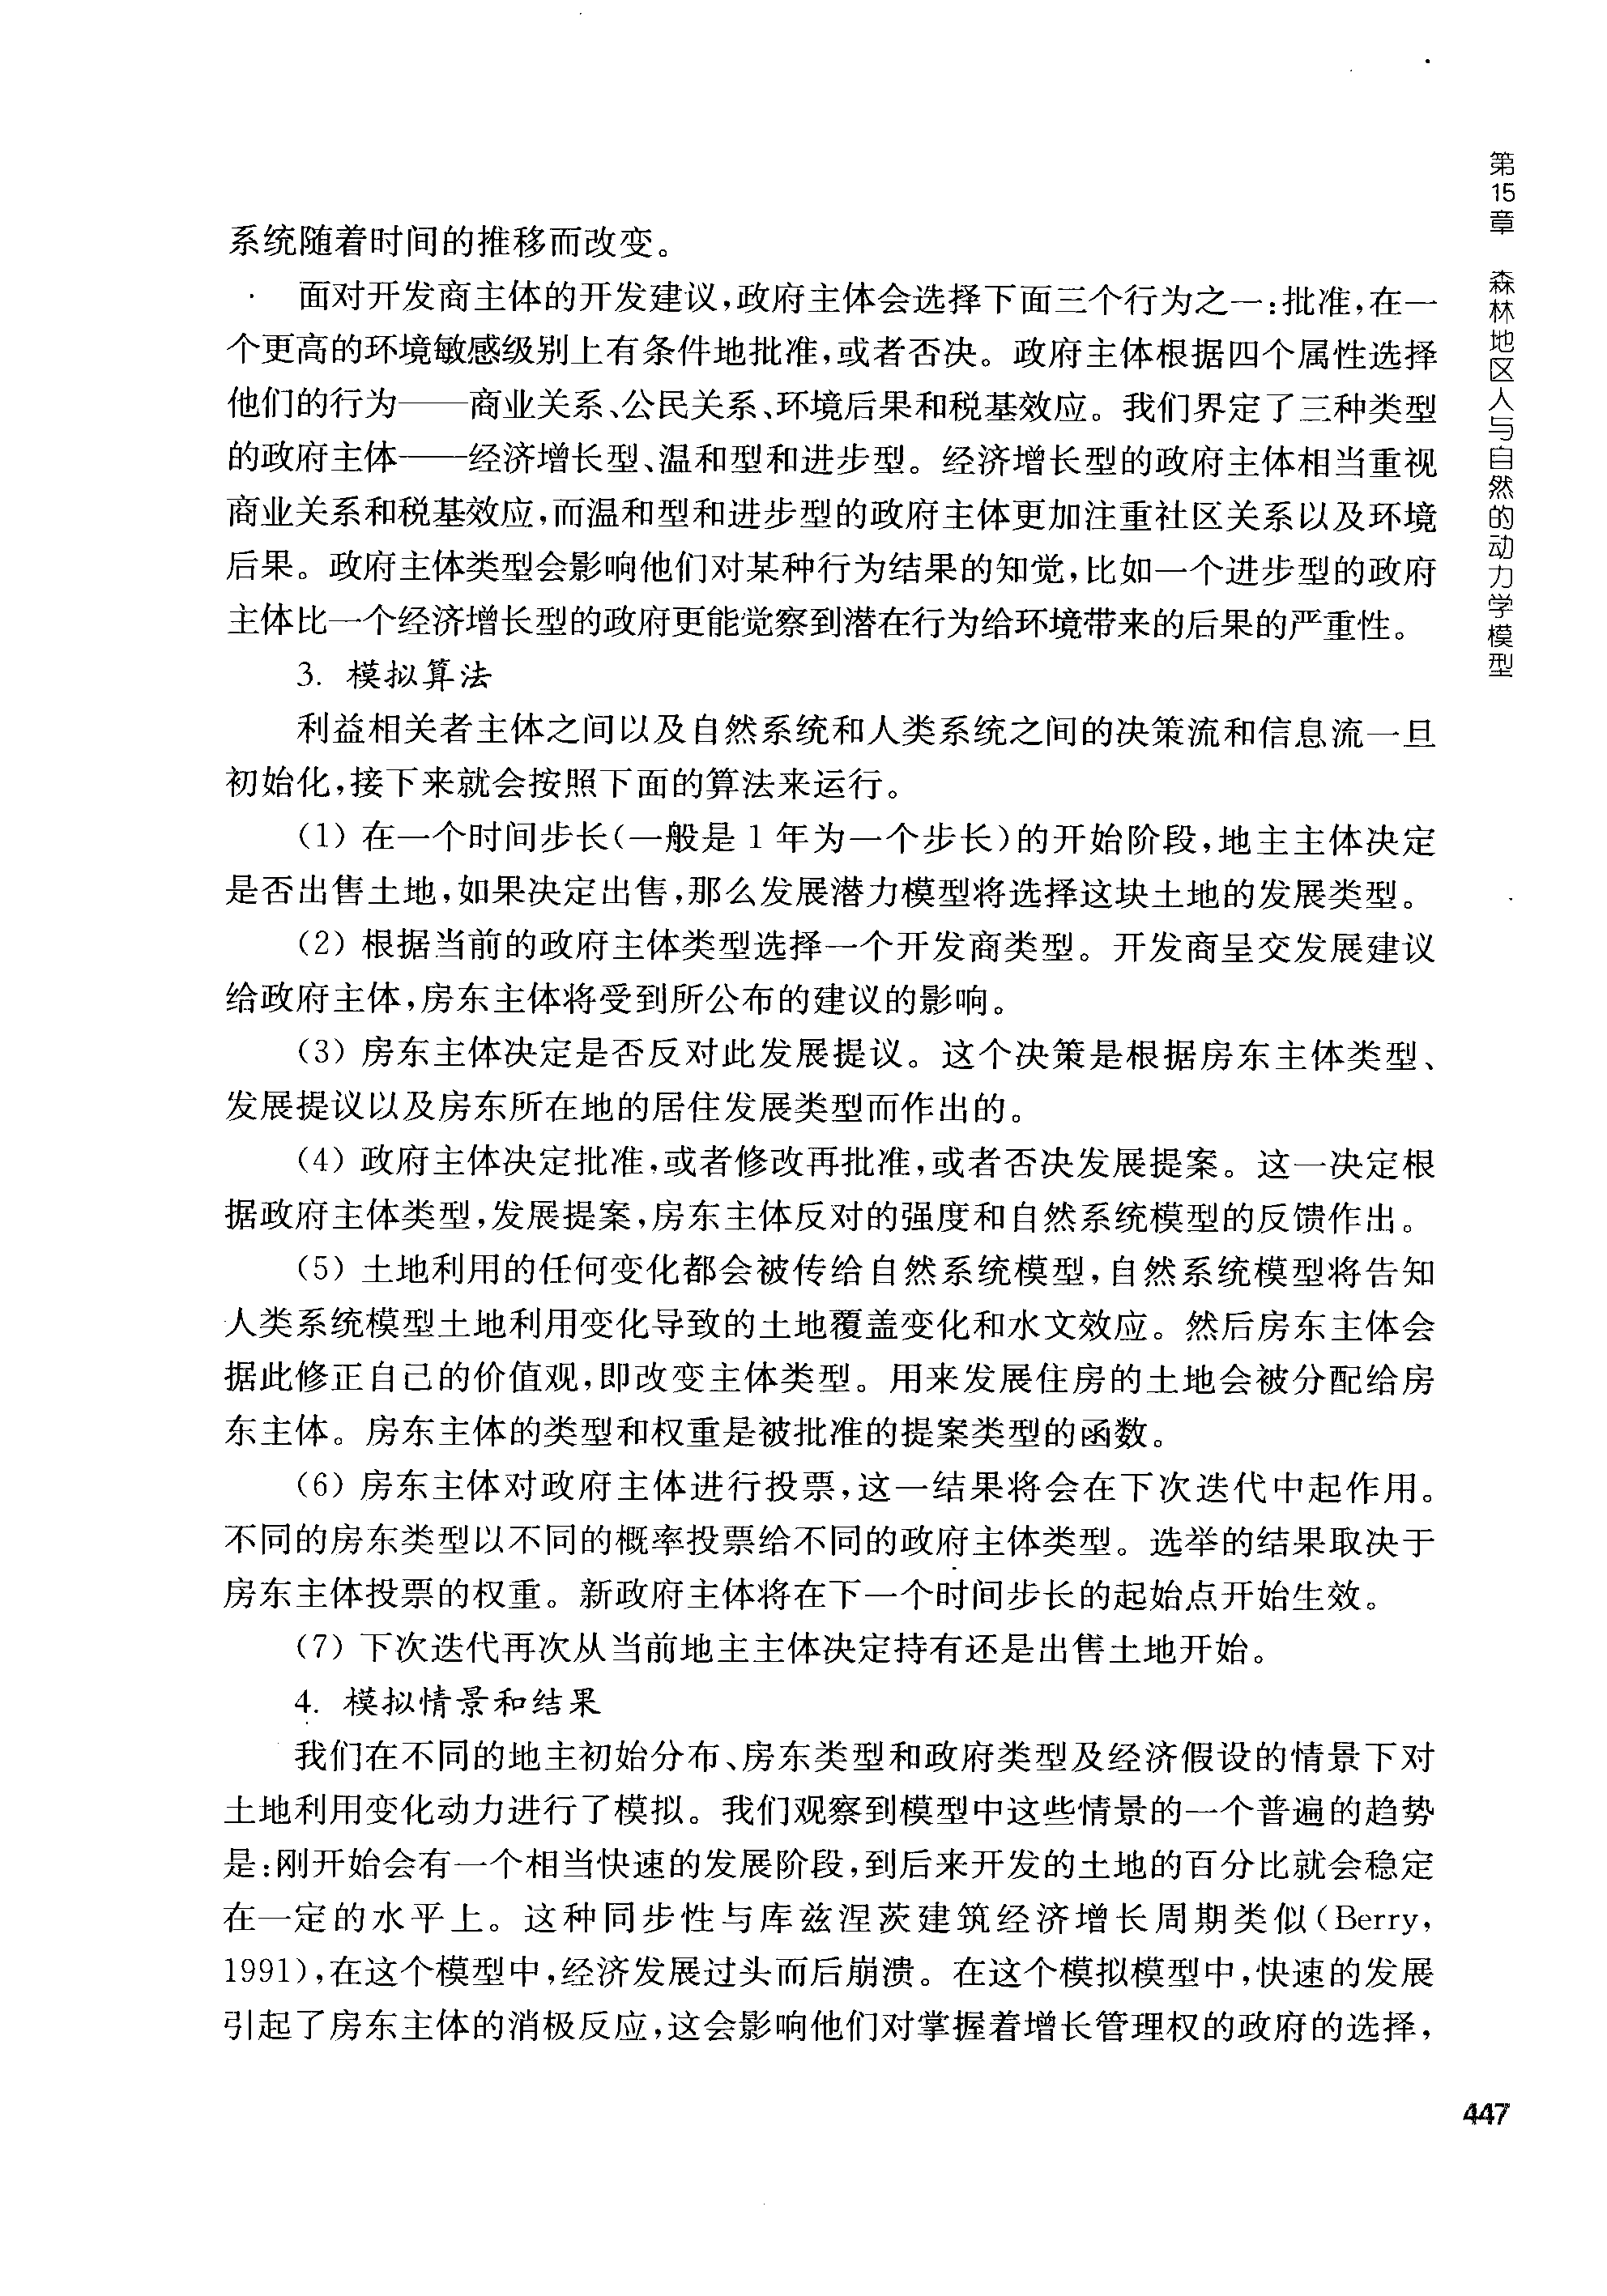 第15章 森林地区人与自然的动力学模型
系统随着时间的推移而改变。
面对开发商主体的开发建议,政府主体会选择下面三个行为之一:批准,在一
个更高的环境敏感级别上有条件地批准,或者否决。政府主体根据四个属性选择
他们的行为——商业关系、公民关系、环境后果和税基效应。我们界定了三种类型
的政府主体——经济增长型、温和型和进步型。经济增长型的政府主体相当重视
商业关系和税基效应,而温和型和进步型的政府主体更加注重社区关系以及环境
后果。政府主体类型会影响他们对某种行为结果的知觉,比如一个进步型的政府
主体比一个经济增长型的政府更能觉察到潜在行为给环境带来的后果的严重性。
3. 模拟算法
利益相关者主体之间以及自然系统和人类系统之间的决策流和信息流一旦
初始化,接下来就会按照下面的算法来运行。
(1) 在一个时间步长(一般是 1 年为一个步长)的开始阶段,地主主体决定
是否出售土地,如果决定出售,那么发展潜力模型将选择这块土地的发展类型。
(2) 根据当前的政府主体类型选择一个开发商类型。开发商呈交发展建议
给政府主体,房东主体将受到所公布的建议的影响。
(3) 房东主体决定是否反对此发展提议。这个决策是根据房东主体类型、
发展提议以及房东所在地的居住发展类型而作出的。
(4) 政府主体决定批准,或者修改再批准,或者否决发展提案。这一决定根
据政府主体类型,发展提案,房东主体反对的强度和自然系统模型的反馈作出。
(5) 土地利用的任何变化都会被传给自然系统模型,自然系统模型将告知
人类系统模型土地利用变化导致的土地覆盖变化和水文效应。然后房东主体会
据此修正自己的价值观,即改变主体类型。用来发展住房的土地会被分配给房
东主体。房东主体的类型和权重是被批准的提案类型的函数。
(6) 房东主体对政府主体进行投票,这一结果将会在下次迭代中起作用。
不同的房东类型以不同的概率投票给不同的政府主体类型。选举的结果取决于
房东主体投票的权重。新政府主体将在下一个时间步长的起始点开始生效。
(7) 下次迭代再次从当前地主主体决定持有还是出售土地开始。
4. 模拟情景和结果
我们在不同的地主初始分布、房东类型和政府类型及经济假设的情景下对
土地利用变化动力进行了模拟。我们观察到模型中这些情景的一个普遍的趋势
是:刚开始会有一个相当快速的发展阶段,到后来开发的土地的百分比就会稳定
在一定的水平上。这种同步性与库兹涅茨建筑经济增长周期类似(Berry,
1991),在这个模型中,经济发展过头而后崩溃。在这个模拟模型中,快速的发展
引起了房东主体的消极反应,这会影响他们对掌握着增长管理权的政府的选择,
447